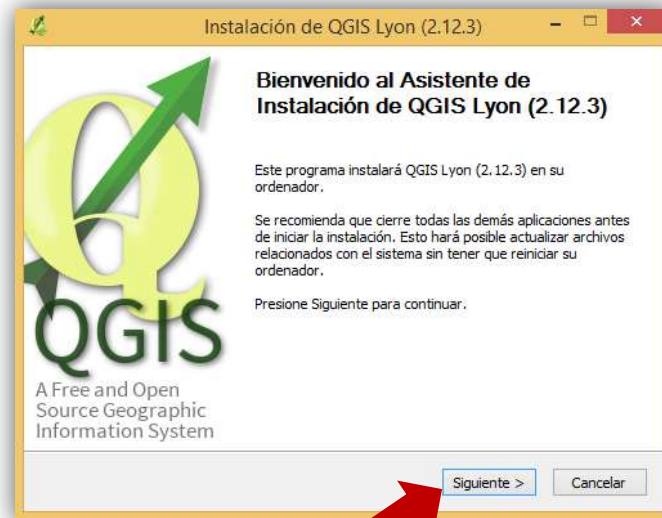 Instalación de QGIS Lyon (2.12.3)
Bienvenido al Asistente de
Instalación de QGIS Lyon (2.12.3)
Este programa instalará QGIS Lyon (2.12.3) en su
ordenador.
Se recomienda que cierre todas las demás aplicaciones antes
de iniciar la instalación. Esto hará posible actualizar archivos
relacionados con el sistema sin tener que reiniciar su
ordenador.
Presione Siguiente para continuar.
QGIS
A Free and Open
Source Geographic
Information System
Siguiente >
Cancelar